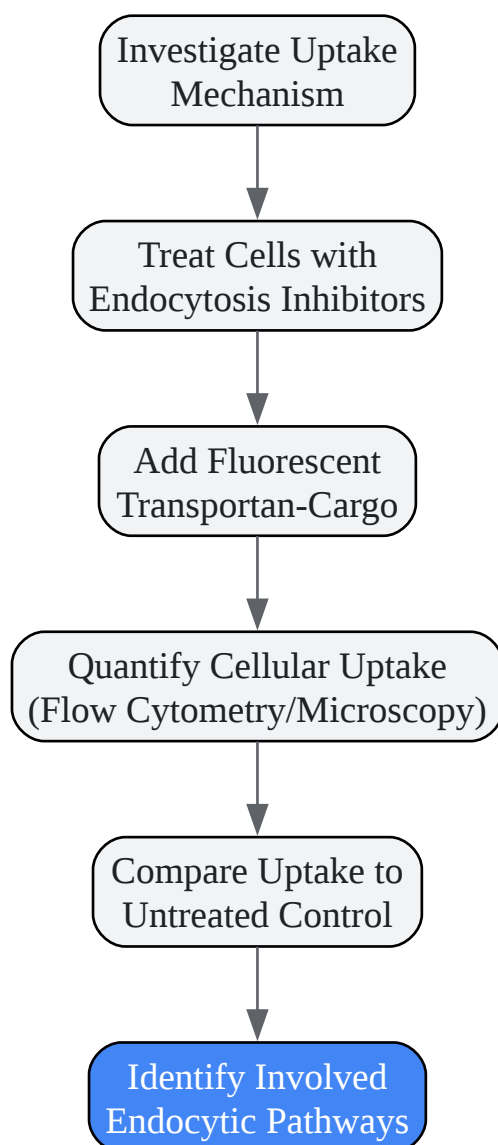 Investigate Uptake
Mechanism
Treat Cells with
Endocytosis Inhibitors
Add Fluorescent
Transportan-Cargo
Quantify Cellular Uptake
(Flow Cytometry/Microscopy)
Compare Uptake to
Untreated Control
Identify Involved
Endocytic Pathways